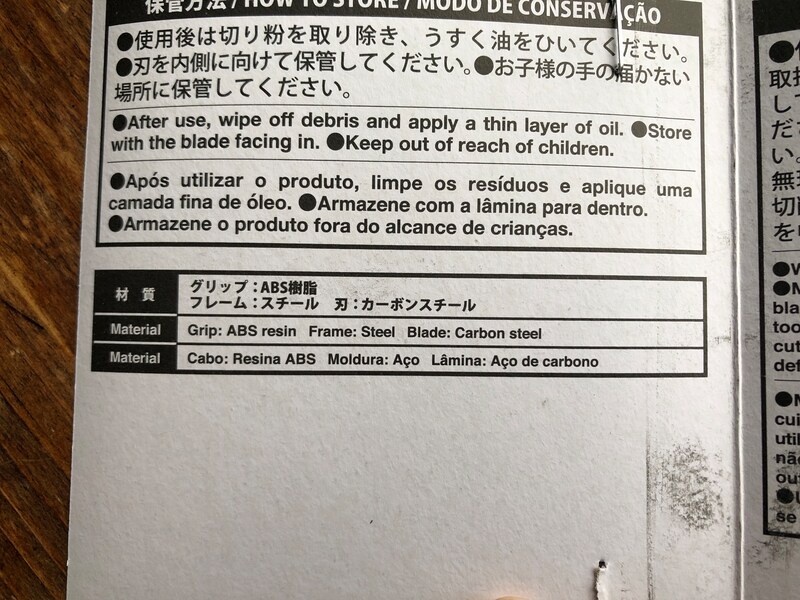 保管方法 / HOW TO STORE / MODO DE CONSERVAÇÃO
●使用後は切り粉を取り除き、うすく油をひいてください。
●刃を内側に向けて保管してください。●お子様の手の届かない
場所に保管してください。
●After use, wipe off debris and apply a thin layer of oil. ●Store
with the blade facing in. ●Keep out of reach of children.
●Após utilizar o produto, limpe os resíduos e aplique uma
camada fina de óleo. ●Armazene com a lâmina para dentro.
●Armazene o produto fora do alcance de crianças.
材 質 グリップ：ABS樹脂
フレーム：スチール 刃：カーボンスチール
Material Grip: ABS resin Frame: Steel Blade: Carbon steel
Material Cabo: Resina ABS Moldura: Aço Lâmina: Aço de carbono